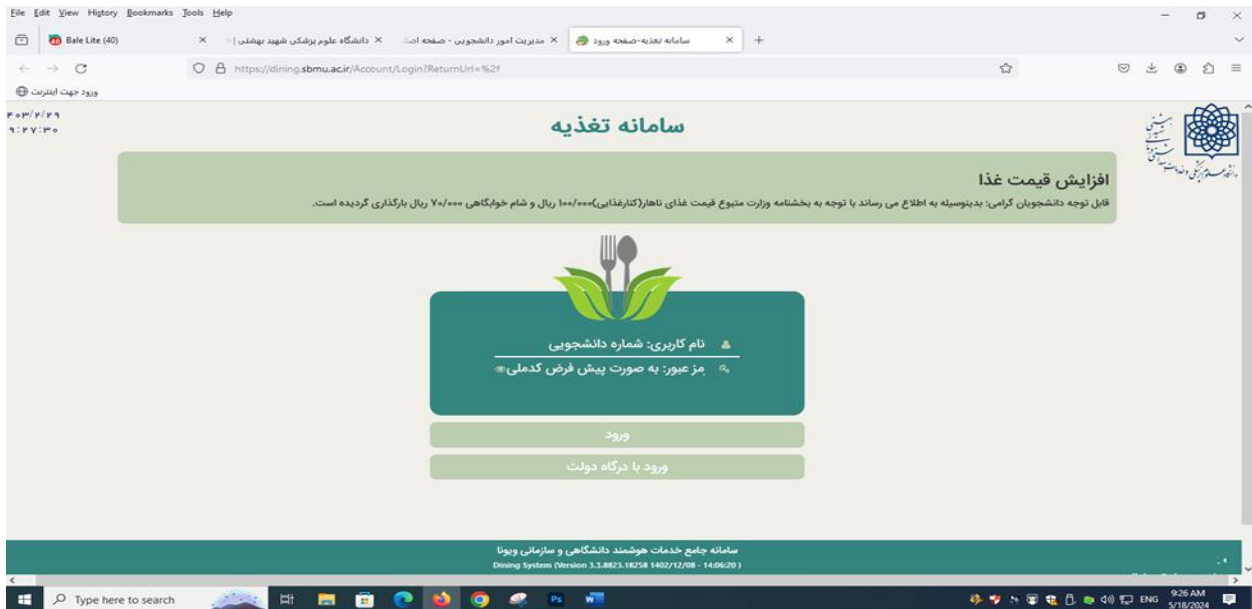 File Edit View History Bookmarks Tools Help
Bale Lite (40)
دانشگاه علوم پزشکی شهید بهشتی
مدیریت امور دانشجویی - صفحه اصلی
سامانه تغذیه-صفحه ورود
https://dining.sbmu.ac.ir/Account/Login?ReturnUrl=%2f
ورود جهت اینترنت
۴۰۳/۲/۲۹
۹:۲۷:۳۰
سامانه تغذیه
افزایش قیمت غذا
قابل توجه دانشجویان گرامی: بدینوسیله به اطلاع می رساند با توجه به بخشنامه وزارت متبوع قیمت غذای ناهار(کنارغذایی)۱۰۰/۰۰۰ ریال و شام خوابگاهی ۷۰/۰۰۰ ریال بارگذاری گردیده است.
نام کاربری: شماره دانشجویی
مز عبور: به صورت پیش فرض کدملی
ورود
ورود با درگاه دولت
سامانه جامع خدمات هوشمند دانشگاهی و سازمانی ویونا
Dining System (Version 3.3.8823.18258 1402/12/08 - 14:06:20 )
Type here to search
Ps
W
ENG
9:26 AM
5/18/2024